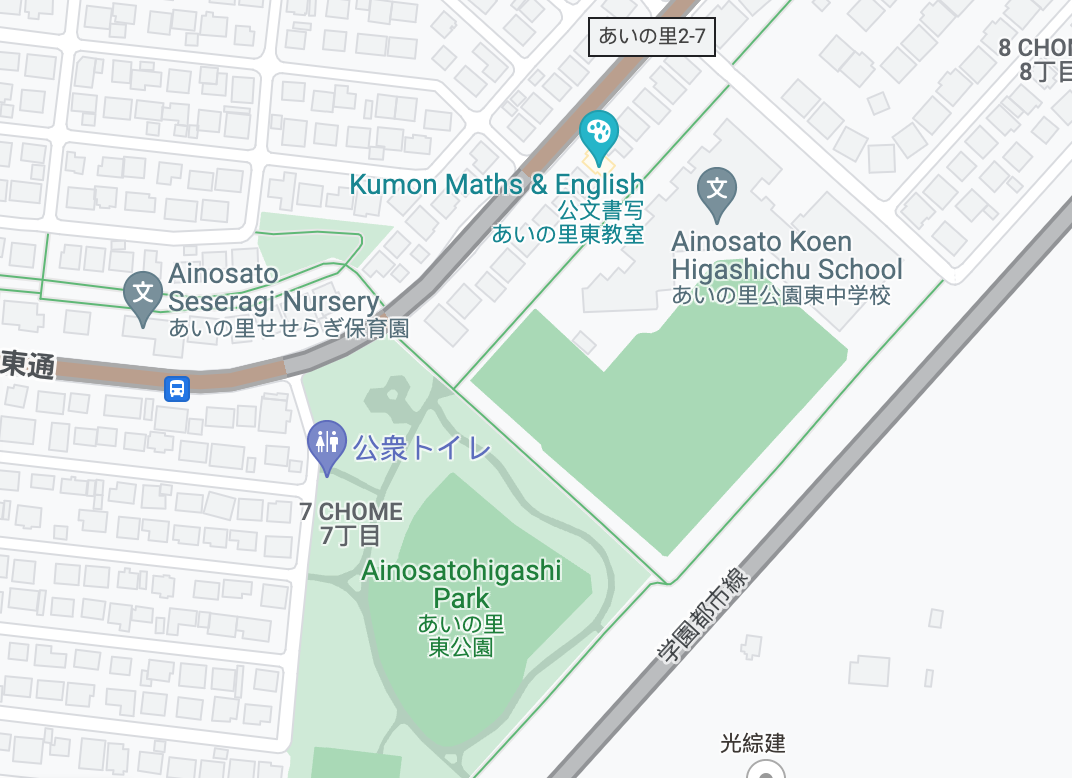 あいの里2-7
8 CHOM
8丁目
Kumon Maths & English
公文書写
あいの里東教室
Ainosato Koen
Higashichu School
あいの里公園東中学校
文
文
Ainosato
Seseragi Nursery
あいの里せせらぎ保育園
東通
公衆トイレ
7 CHOME
7丁目
Ainosatohigashi
Park
あいの里
東公園
学園都市線
光綜建